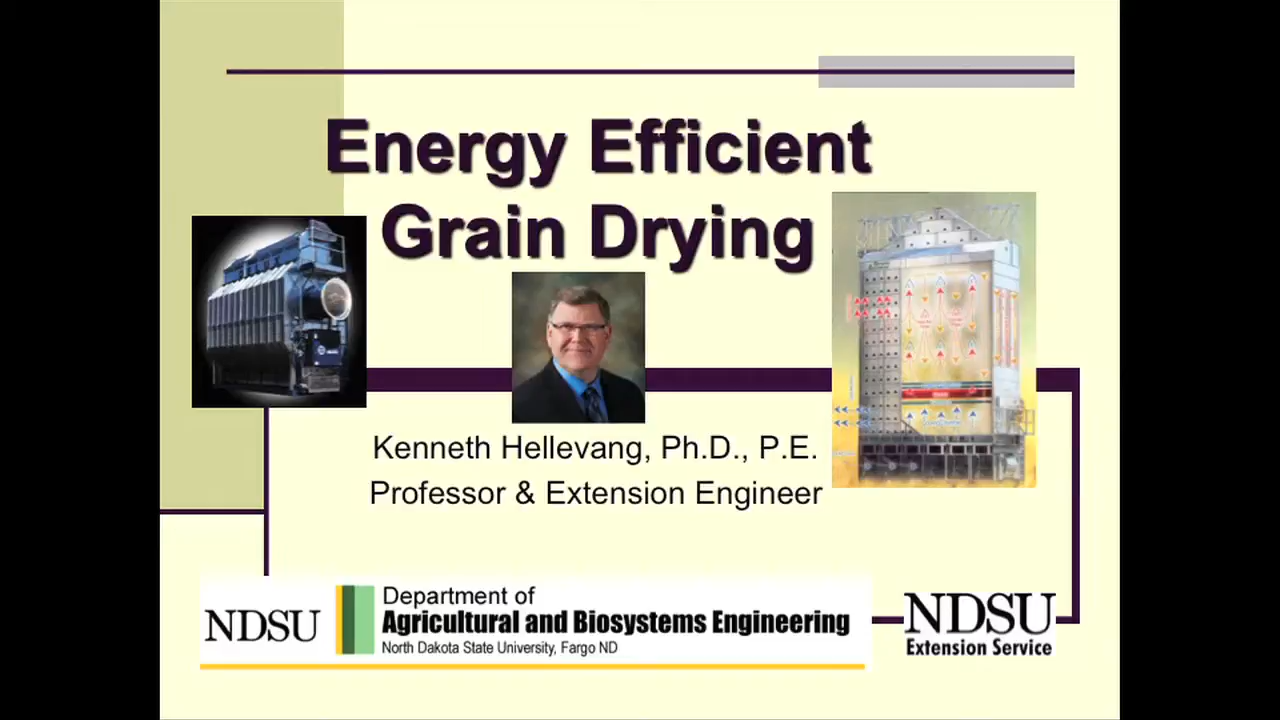 Energy Efficient
Grain Drying
Kenneth Hellevang, Ph.D., P.E.
Professor & Extension Engineer
NDSU
Department of
Agricultural and Biosystems Engineering
North Dakota State University, Fargo ND
NDSU
Extension Service